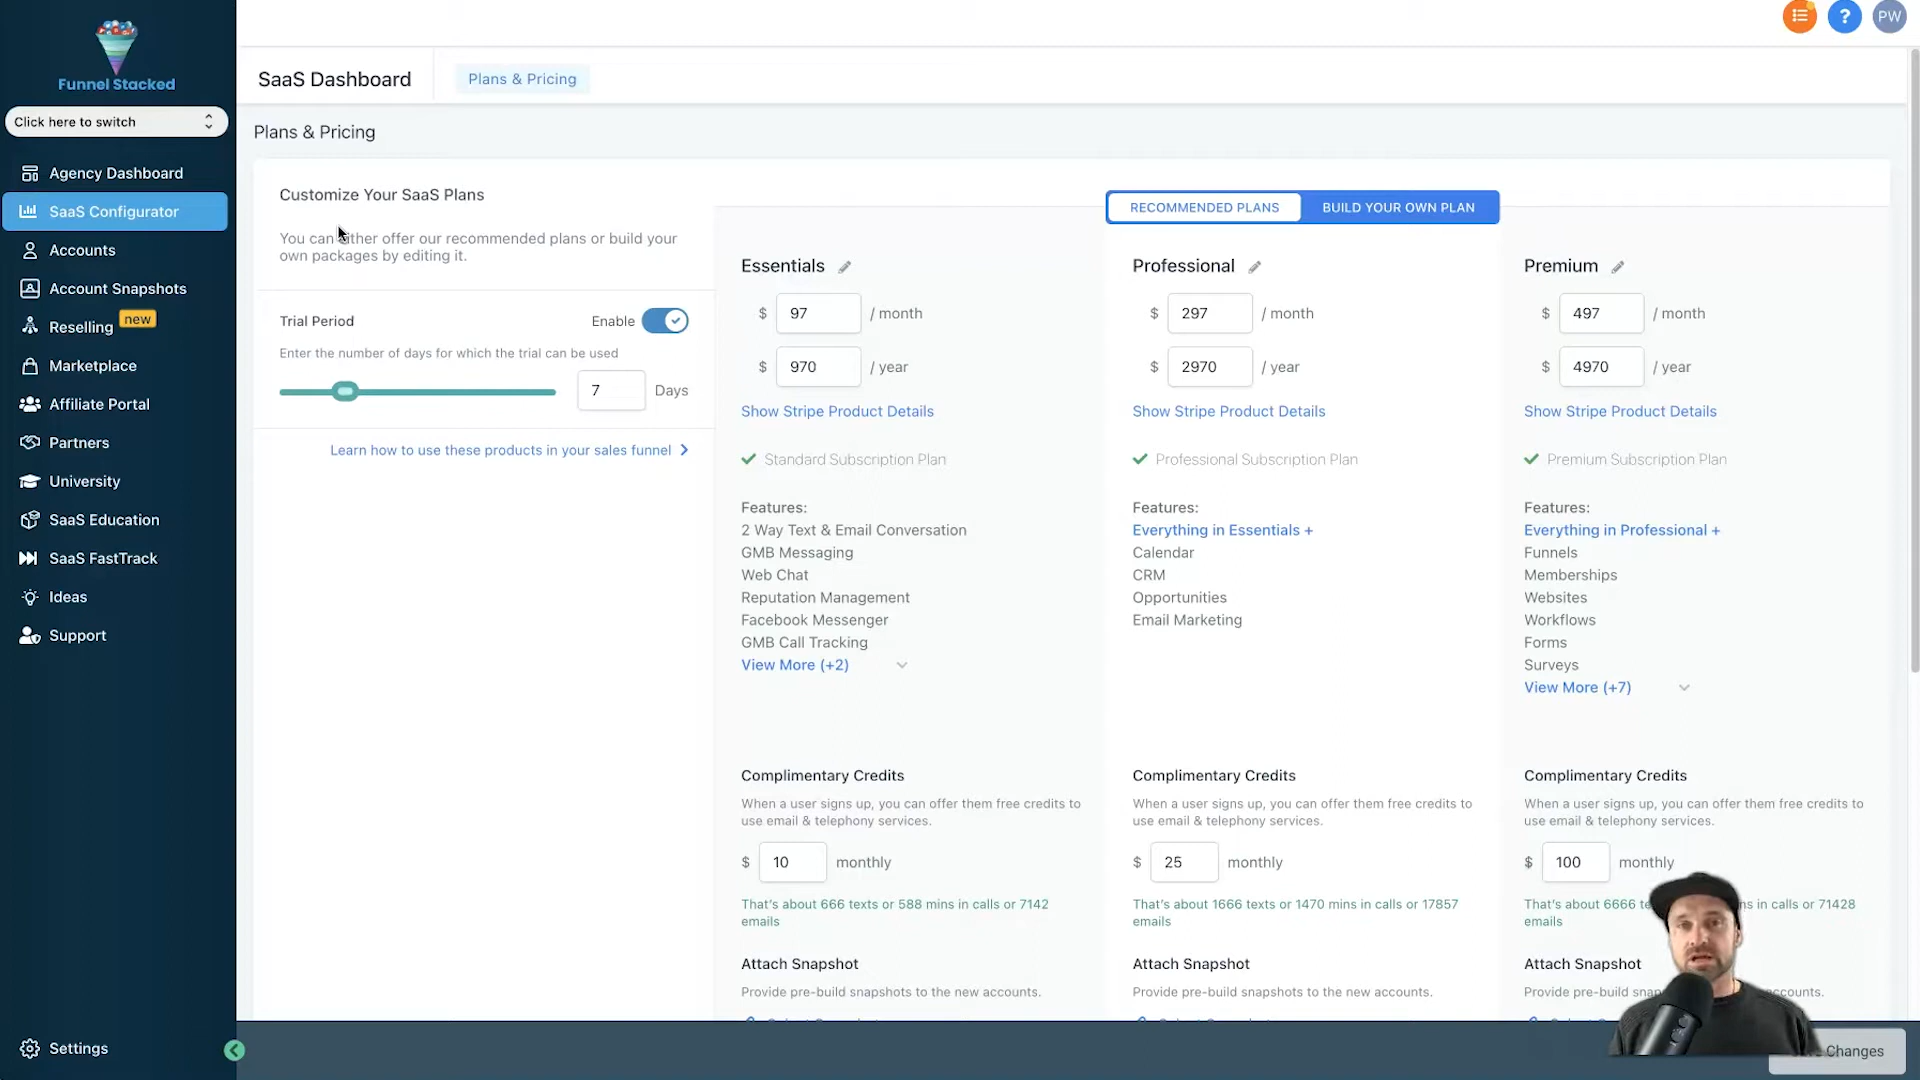 Funnel Stacked
Click here to switch
Agency Dashboard
SaaS Configurator
Accounts
Account Snapshots
Reselling new
Marketplace
Affiliate Portal
Partners
University
SaaS Education
SaaS FastTrack
Ideas
Support
Settings
?
PW
SaaS Dashboard
Plans & Pricing
Plans & Pricing
Customize Your SaaS Plans
You can either offer our recommended plans or build your
own packages by editing it.
Trial Period
Enable
Enter the number of days for which the trial can be used
7 Days
Learn how to use these products in your sales funnel
RECOMMENDED PLANS
BUILD YOUR OWN PLAN
Essentials
$ 97 / month
$ 970 / year
Show Stripe Product Details
Standard Subscription Plan
Features:
2 Way Text & Email Conversation
GMB Messaging
Web Chat
Reputation Management
Facebook Messenger
GMB Call Tracking
View More (+2)
Complimentary Credits
When a user signs up, you can offer them free credits to
use email & telephony services.
$ 10 monthly
That's about 666 texts or 588 mins in calls or 7142
emails
Attach Snapshot
Provide pre-build snapshots to the new accounts.
Professional
$ 297 / month
$ 2970 / year
Show Stripe Product Details
Professional Subscription Plan
Features:
Everything in Essentials +
Calendar
CRM
Opportunities
Email Marketing
Complimentary Credits
When a user signs up, you can offer them free credits to
use email & telephony services.
$ 25 monthly
That's about 1666 texts or 1470 mins in calls or 17857
emails
Attach Snapshot
Provide pre-build snapshots to the new accounts.
Premium
$ 497 / month
$ 4970 / year
Show Stripe Product Details
Premium Subscription Plan
Features:
Everything in Professional +
Funnels
Memberships
Websites
Workflows
Forms
Surveys
View More (+7)
Complimentary Credits
When a user signs up, you can offer them free credits to
use email & telephony services.
$ 100 monthly
That's about 6666 in calls or 71428
emails
Attach Snapshot
Provide pre-build
Changes